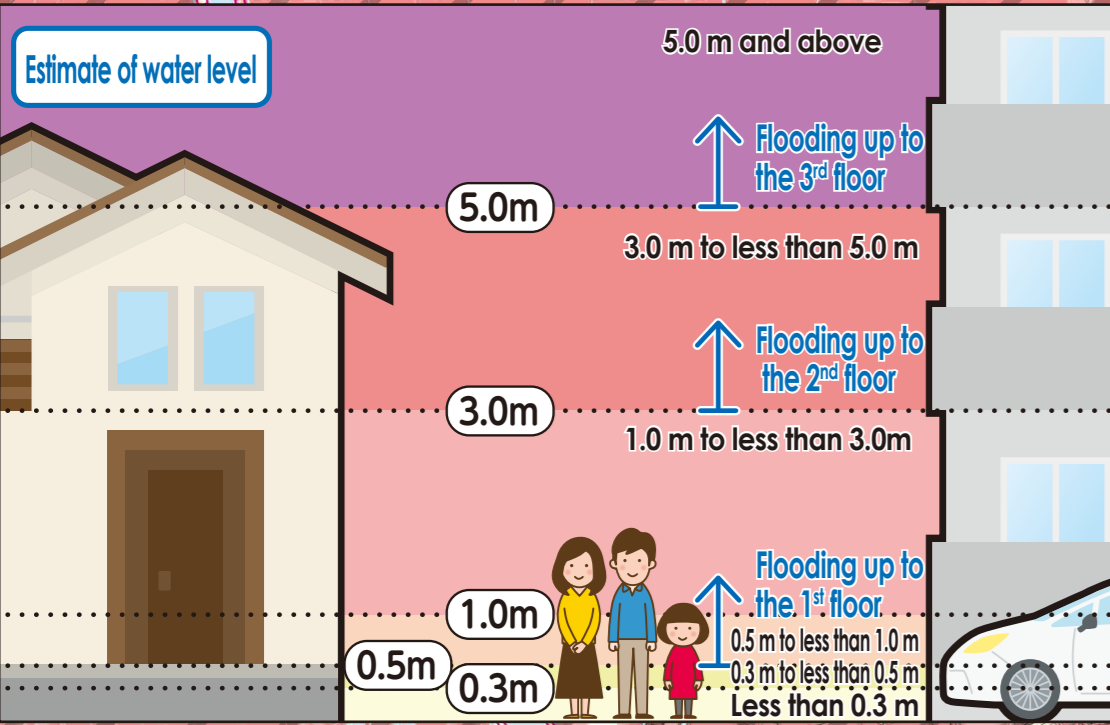 Estimate of water level
5.0 m and above
Flooding up to
the 3rd floor
5.0m
3.0 m to less than 5.0 m
Flooding up to
the 2nd floor
3.0m
1.0 m to less than 3.0m
Flooding up to
the 1st floor
1.0m
0.5 m to less than 1.0 m
0.5m
0.3 m to less than 0.5 m
0.3m
Less than 0.3 m